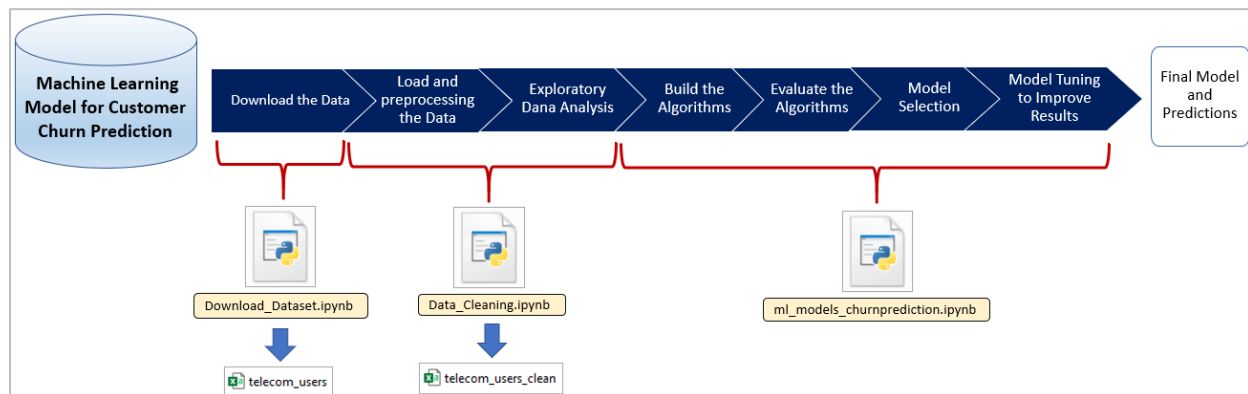 Machine Learning
Model for Customer
Churn Prediction
Download the Data
Load and
preprocessing
the Data
Exploratory
Dana Analysis
Build the
Algorithms
Evaluate the
Algorithms
Model
Selection
Model Tuning
to Improve
Results
Final Model
and
Predictions
Download_Dataset.ipynb
Data_Cleaning.ipynb
ml_models_churnprediction.ipynb
telecom_users
telecom_users_clean